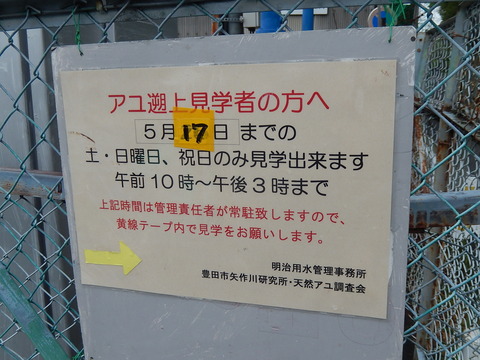 アユ遡上見学者の方へ
5月17日 までの
土・日曜日、祝日のみ見学出来ます
午前10時～午後3時まで
上記時間は管理責任者が常駐致しますので、
黄線テープ内で見学をお願いします。
明治用水管理事務所
豊田市矢作川研究所・天然アユ調査会